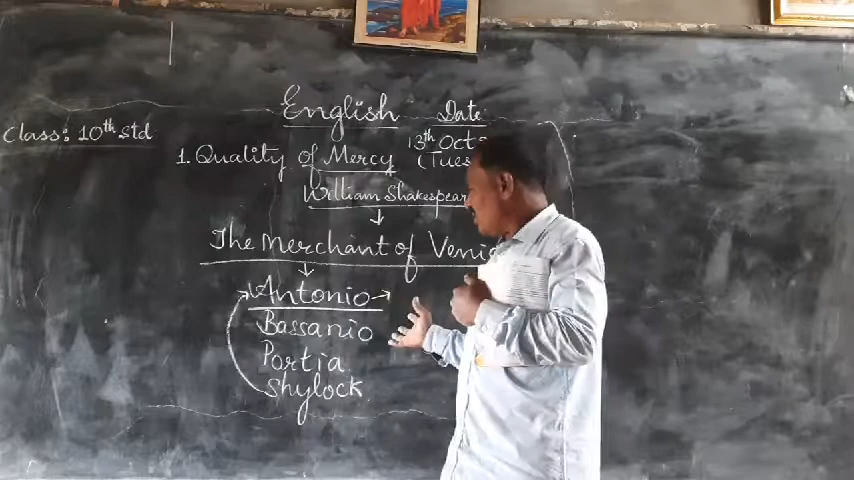 English Date
Class: 10th std 13th Oct
1. Quality of Mercy (Tues
William Shakespear
The Merchant of Veni
Antonio
Bassanio
Portia
Shylock